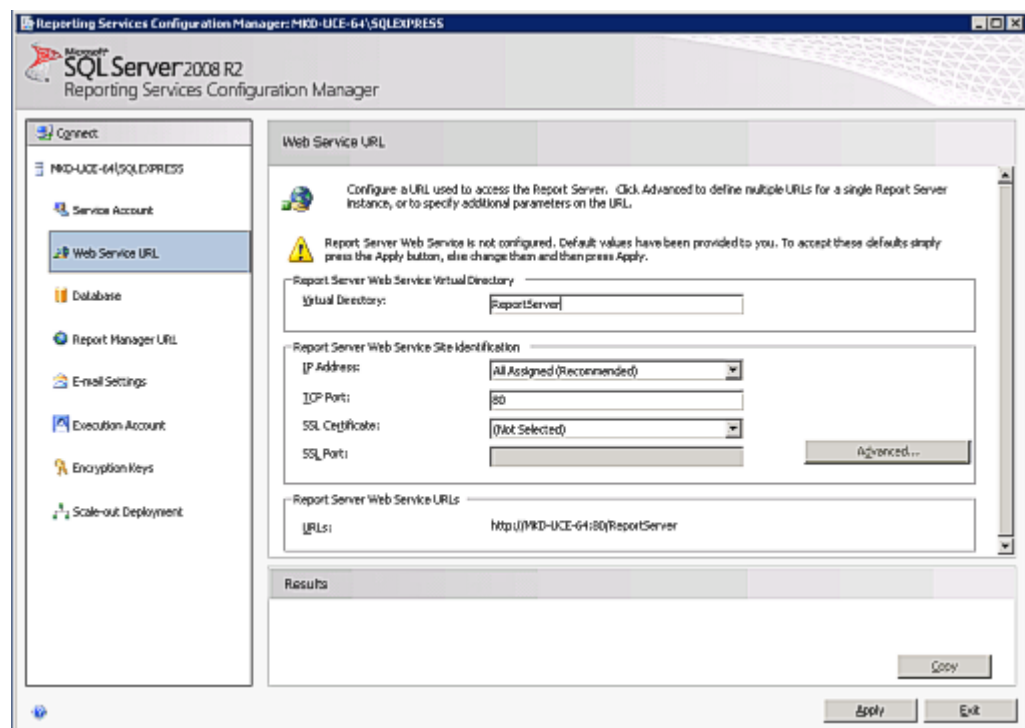 Reporting Services Configuration Manager: MKD-UCE-64\SQLEXPRESS
Microsoft
SQL Server 2008 R2
Reporting Services Configuration Manager
Connect
MKD-UCE-64\SQLEXPRESS
Service Account
Web Service URL
Database
Report Manager URL
E-mail Settings
Execution Account
Encryption Keys
Scale-out Deployment
Web Service URL
Configure a URL used to access the Report Server. Click Advanced to define multiple URLs for a single Report Server
instance, or to specify additional parameters on the URL.
Report Server Web Service is not configured. Default values have been provided to you. To accept these defaults simply
press the Apply button, else change them and then press Apply.
Report Server Web Service Virtual Directory
Virtual Directory: ReportServer
Report Server Web Service Site identification
IP Address: All Assigned (Recommended)
TCP Port: 80
SSL Certificate: (Not Selected)
SSL Port:
Advanced...
Report Server Web Service URLs
URLs: http://MKD-UCE-64:80/ReportServer
Results
Copy
Apply Exit